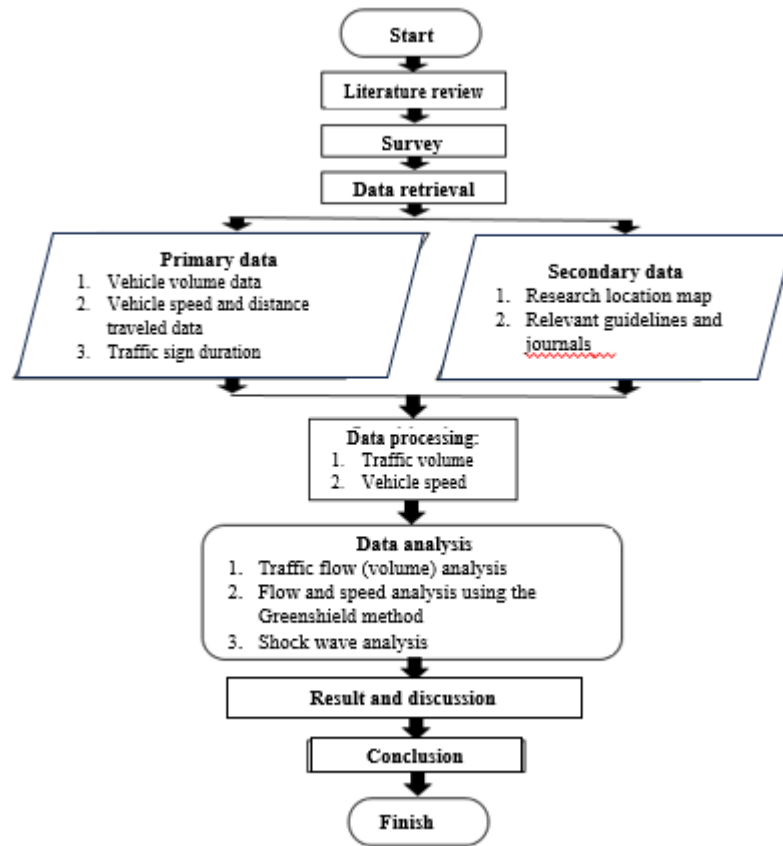 Start
Literature review
Survey
Data retrieval
Primary data
1. Vehicle volume data
2. Vehicle speed and distance
traveled data
3. Traffic sign duration
Secondary data
1. Research location map
2. Relevant guidelines and
journals
Data processing:
1. Traffic volume
2. Vehicle speed
Data analysis
1. Traffic flow (volume) analysis
2. Flow and speed analysis using the
Greenshield method
3. Shock wave analysis
Result and discussion
Conclusion
Finish